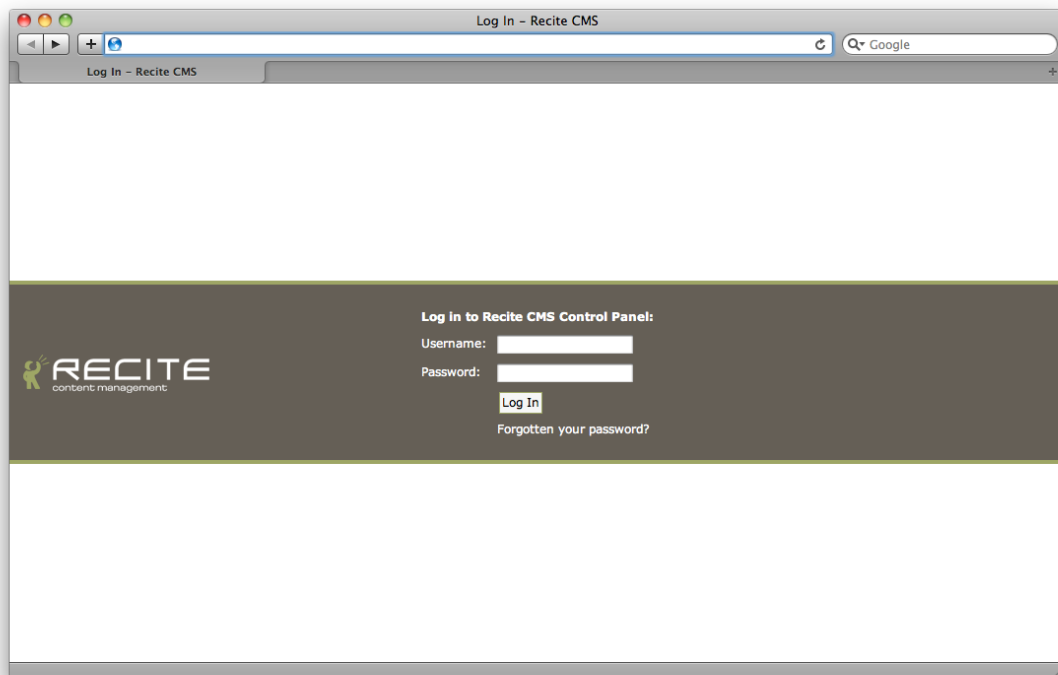 Log In – Recite CMS
Google
Log In – Recite CMS
Log in to Recite CMS Control Panel:
Username:
RECITE
content management
Password:
Log In
Forgotten your password?